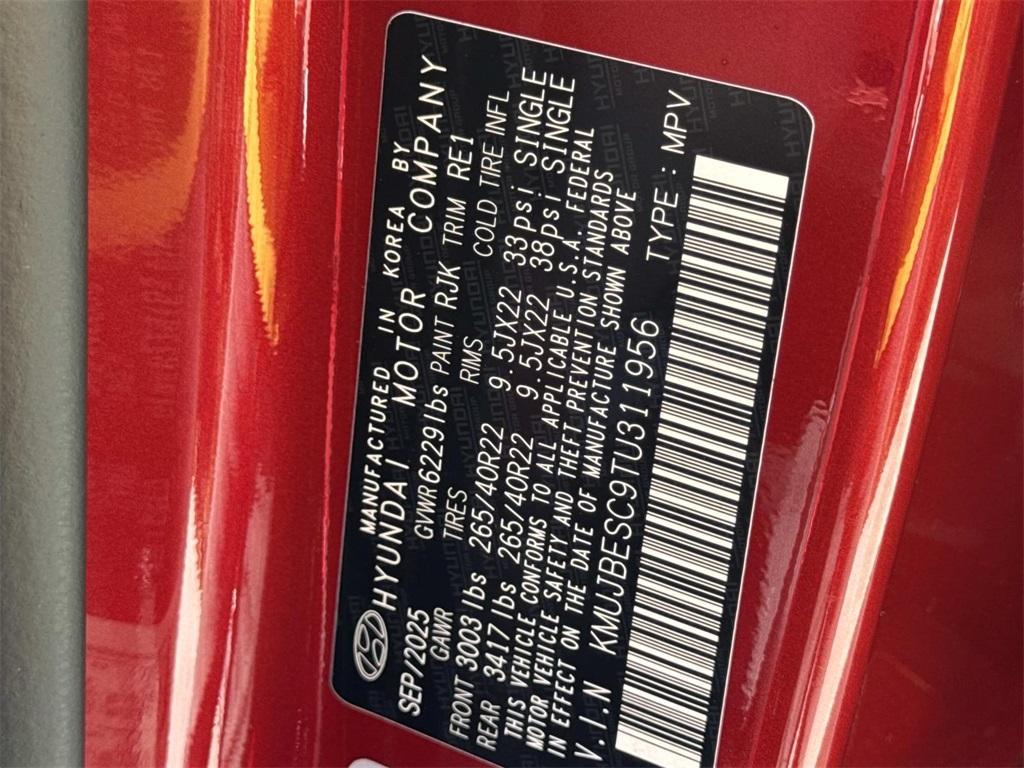 MANUFACTURED IN KOREA BY
HYUNDAI MOTOR COMPANY
SEP/2025 GVWR 6229lbs PAINT RJK TRIM RE1
GAWR TIRES RMS COLD TIRE INFL
FRONT 3003lbs 265/40R22 9.5JX22 33psi SINGLE
REAR 3417lbs 265/40R22 9.5JX22 38psi SINGLE
THIS VEHICLE CONFORMS TO ALL APPLICABLE U.S.A. FEDERAL
MOTOR VEHICLE SAFETY AND THEFT PREVENTION STANDARDS
IN EFFECT ON THE DATE OF MANUFACTURE SHOWN ABOVE
V.I.N KMUJBESC9TU311956 TYPE : MPV